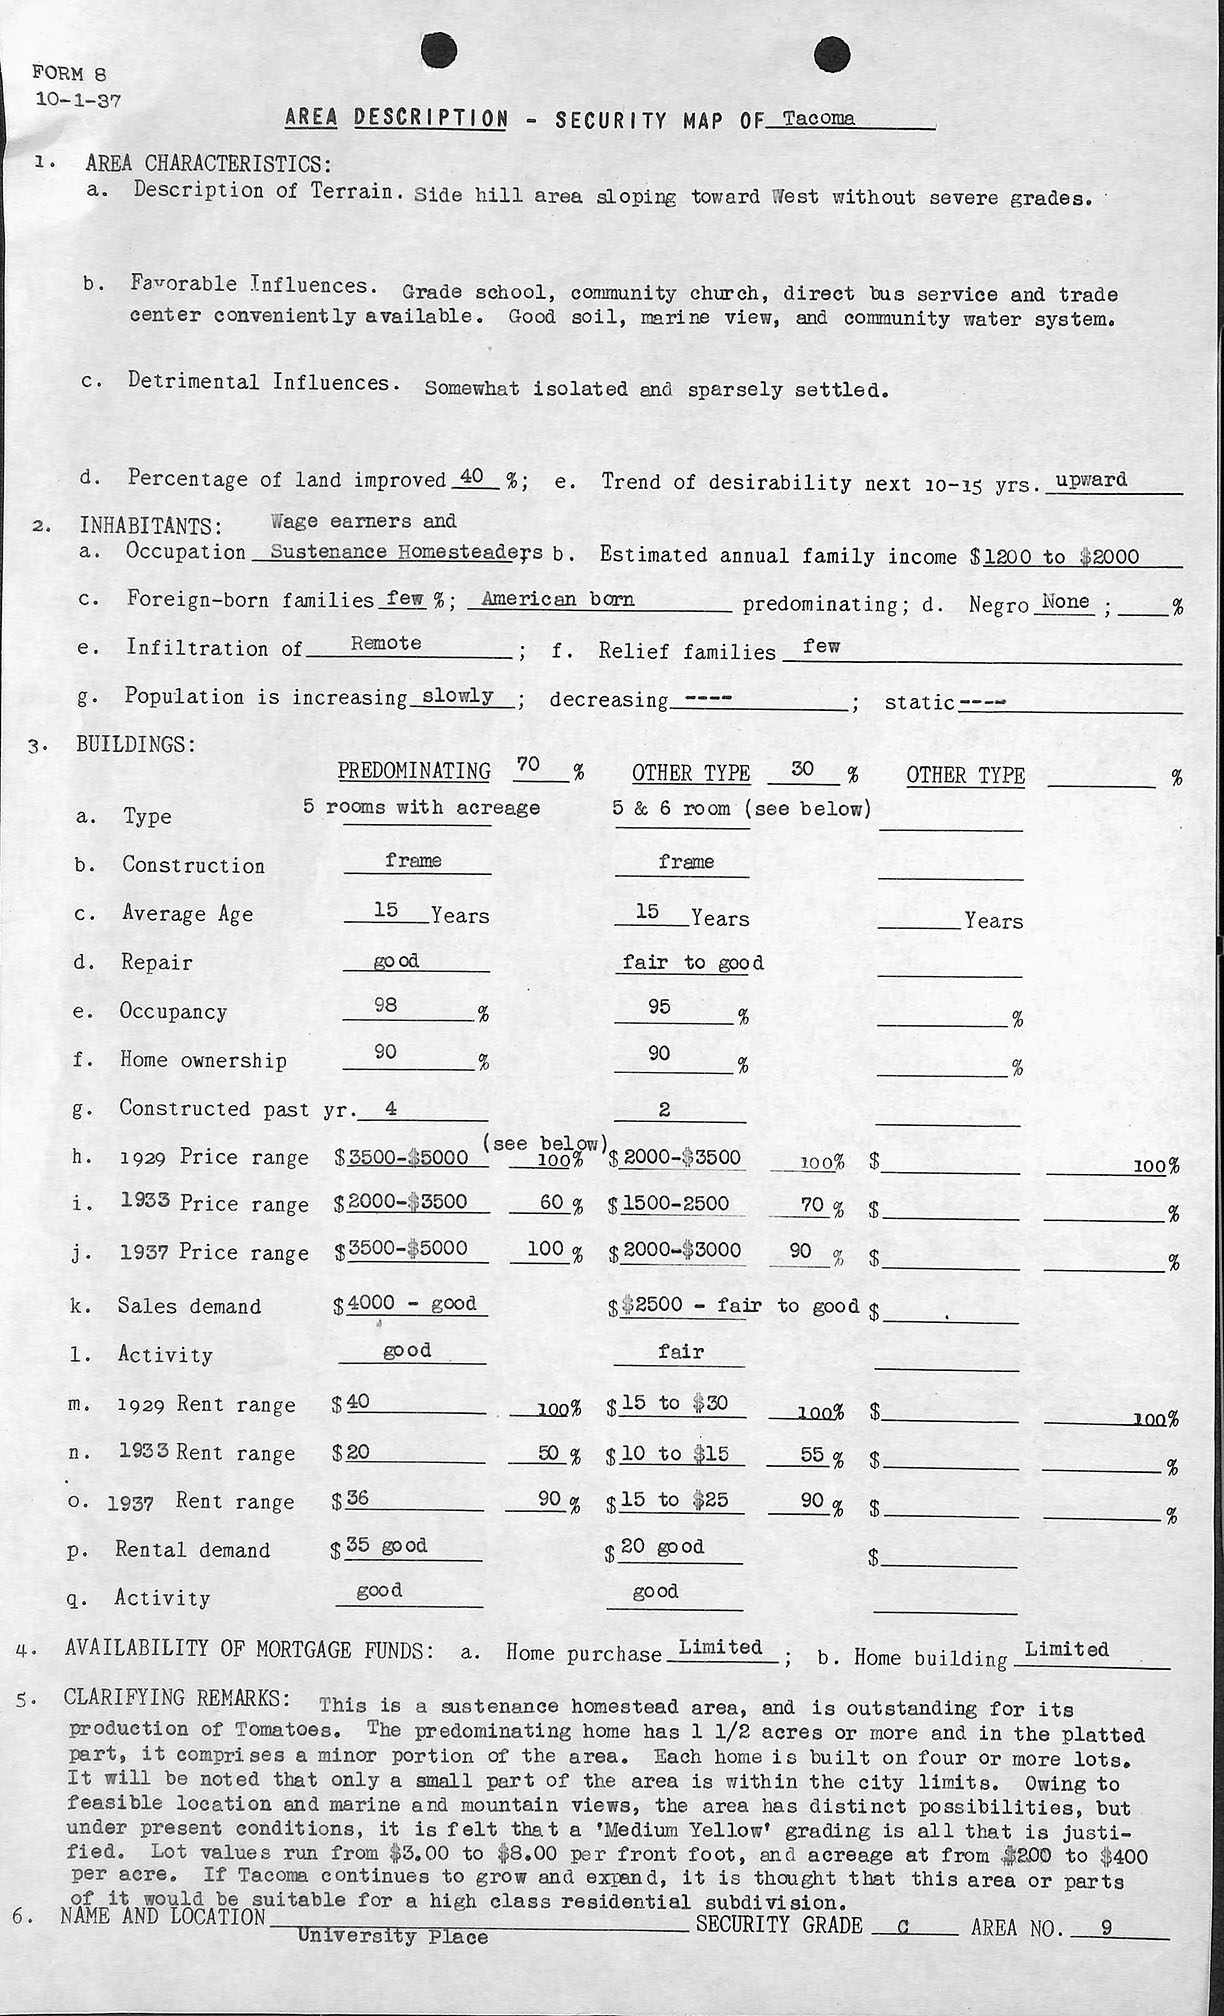 FORM 8
10-1-37
AREA DESCRIPTION - SECURITY MAP OF Tacoma
1. AREA CHARACTERISTICS:
a. Description of Terrain. Side hill area sloping toward West without severe grades.
b. Favorable Influences. Grade school, community church, direct bus service and trade
center conveniently available. Good soil, marine view, and community water system.
c. Detrimental Influences. Somewhat isolated and sparsely settled.
d. Percentage of land improved 40 %; e. Trend of desirability next 10-15 yrs. upward
2. INHABITANTS: Wage earners and
a. Occupation Sustenance Homesteaders; b. Estimated annual family income $1200 to $2000
c. Foreign-born families few %; American born predominating; d. Negro None ; %
e. Infiltration of Remote ; f. Relief families few
g. Population is increasing slowly ; decreasing ---- ; static ----
3. BUILDINGS:
PREDOMINATING 70 % OTHER TYPE 30 % OTHER TYPE %
a. Type 5 rooms with acreage 5 & 6 room (see below)
b. Construction frame frame
c. Average Age 15 Years 15 Years Years
d. Repair good fair to good
e. Occupancy 98 % 95 % %
f. Home ownership 90 % 90 % %
g. Constructed past yr. 4 2
(see below)
h. 1929 Price range $3500-$5000 100% $2000-$3500 100% $ 100%
i. 1933 Price range $2000-$3500 60 % $1500-2500 70 % $ %
j. 1937 Price range $3500-$5000 100 % $2000-$3000 90 % $ %
k. Sales demand $4000 - good $$2500 - fair to good $
l. Activity good fair
m. 1929 Rent range $40 100% $15 to $30 100% $ 100%
n. 1933 Rent range $20 50 % $10 to $15 55 % $ %
o. 1937 Rent range $36 90 % $15 to $25 90 % $ %
p. Rental demand $35 good $20 good $
q. Activity good good
4. AVAILABILITY OF MORTGAGE FUNDS: a. Home purchase Limited ; b. Home building Limited
5. CLARIFYING REMARKS: This is a sustenance homestead area, and is outstanding for its
production of Tomatoes. The predominating home has 1 1/2 acres or more and in the platted
part, it comprises a minor portion of the area. Each home is built on four or more lots.
It will be noted that only a small part of the area is within the city limits. Owing to
feasible location and marine and mountain views, the area has distinct possibilities, but
under present conditions, it is felt that a 'Medium Yellow' grading is all that is justi-
fied. Lot values run from $3.00 to $8.00 per front foot, and acreage at from $200 to $400
per acre. If Tacoma continues to grow and expand, it is thought that this area or parts
of it would be suitable for a high class residential subdivision.
6. NAME AND LOCATION University Place SECURITY GRADE C AREA NO. 9